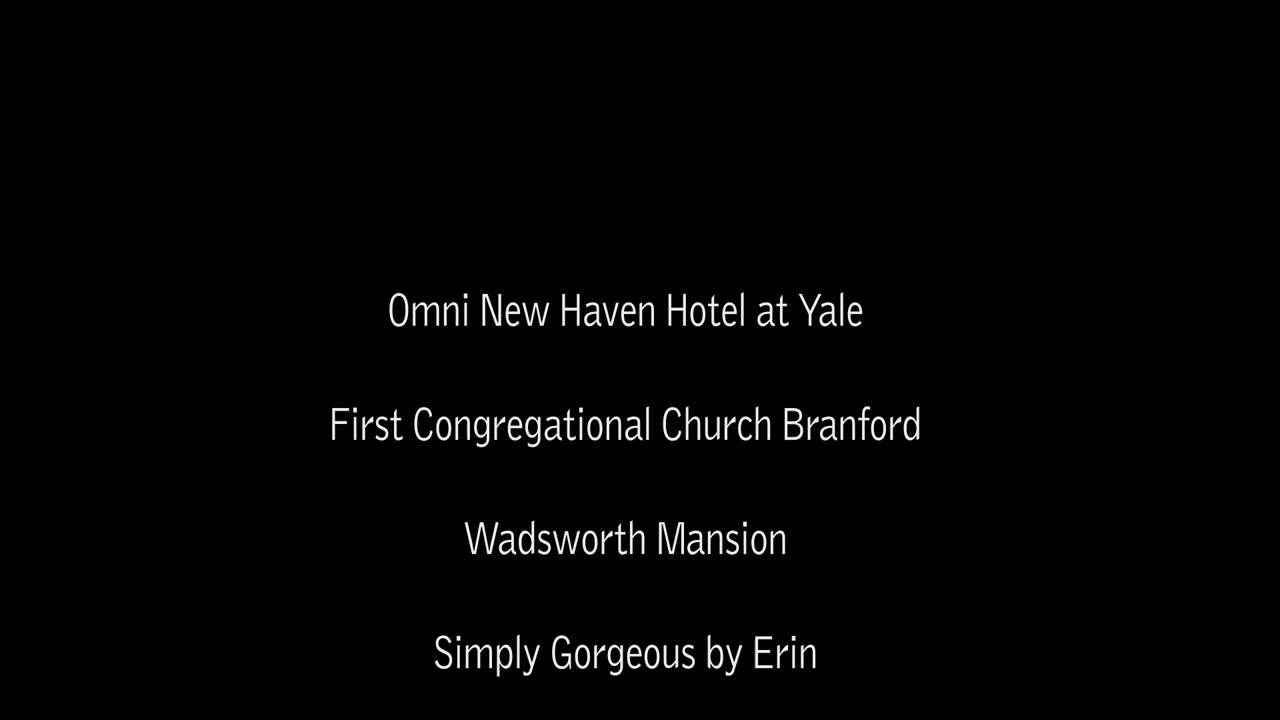 Omni New Haven Hotel at Yale
First Congregational Church Branford
Wadsworth Mansion
Simply Gorgeous by Erin